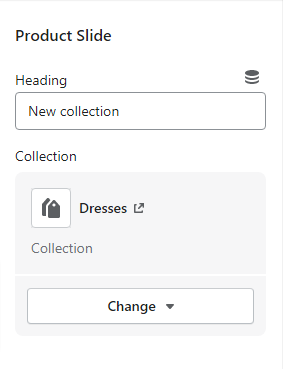 Product Slide
Heading
New collection
Collection
Dresses
Collection
Change